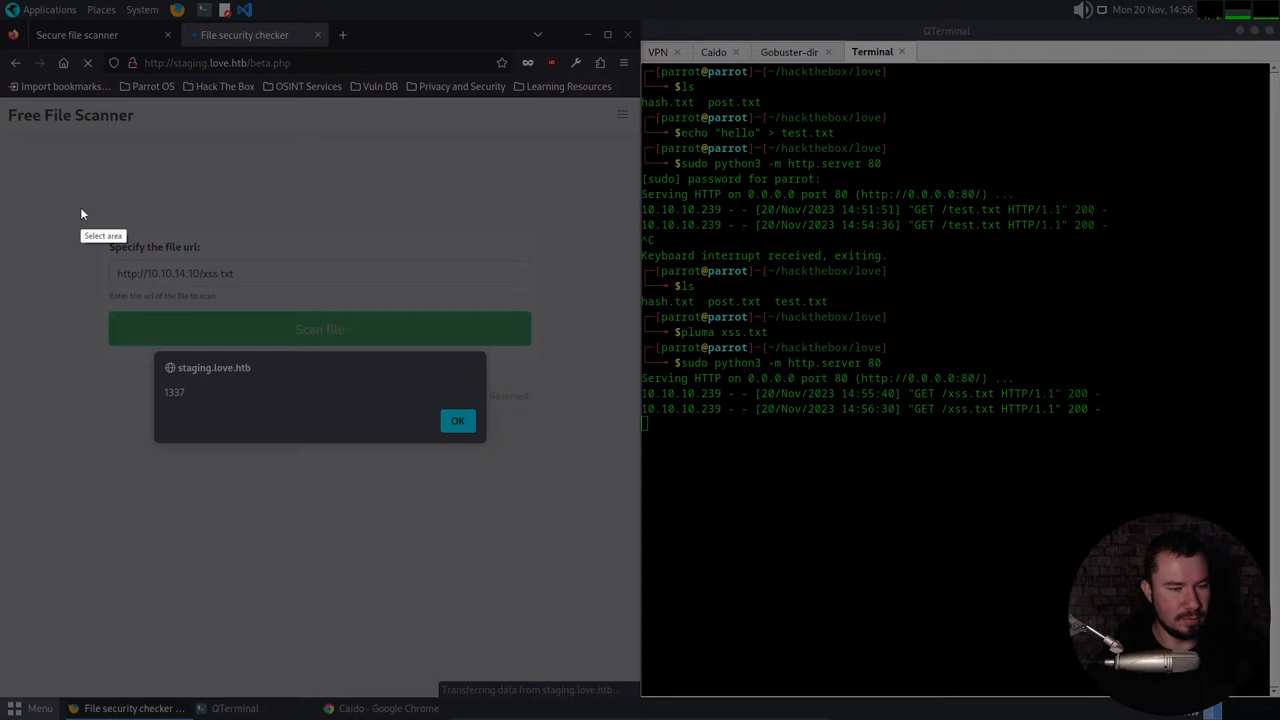 Applications Places System
Mon 20 Nov, 14:56
Secure file scanner
File security checker
http://staging.love.htb/beta.php
Import bookmarks...
Parrot OS
Hack The Box
OSINT Services
Vuln DB
Privacy and Security
Learning Resources
Free File Scanner
Select area
Specify the file url:
http://10.10.14.10/xss.txt
Enter the url of the file to scan
Scan file
staging.love.htb
1337
OK
Reserved
Transferring data from staging.love.htb...
QTerminal
VPN
Caido
Gobuster-dir
Terminal
[parrot@parrot]-[~/hackthebox/love]
$ls
hash.txt post.txt
[parrot@parrot]-[~/hackthebox/love]
$echo "hello" > test.txt
[parrot@parrot]-[~/hackthebox/love]
$sudo python3 -m http.server 80
[sudo] password for parrot:
Serving HTTP on 0.0.0.0 port 80 (http://0.0.0.0:80/) ...
10.10.10.239 - - [20/Nov/2023 14:51:51] "GET /test.txt HTTP/1.1" 200 -
10.10.10.239 - - [20/Nov/2023 14:54:36] "GET /test.txt HTTP/1.1" 200 -
^C
Keyboard interrupt received, exiting.
[parrot@parrot]-[~/hackthebox/love]
$ls
hash.txt post.txt test.txt
[parrot@parrot]-[~/hackthebox/love]
$pluma xss.txt
[parrot@parrot]-[~/hackthebox/love]
$sudo python3 -m http.server 80
Serving HTTP on 0.0.0.0 port 80 (http://0.0.0.0:80/) ...
10.10.10.239 - - [20/Nov/2023 14:55:40] "GET /xss.txt HTTP/1.1" 200 -
10.10.10.239 - - [20/Nov/2023 14:56:30] "GET /xss.txt HTTP/1.1" 200 -
Menu
File security checker ...
QTerminal
Caido - Google Chrome